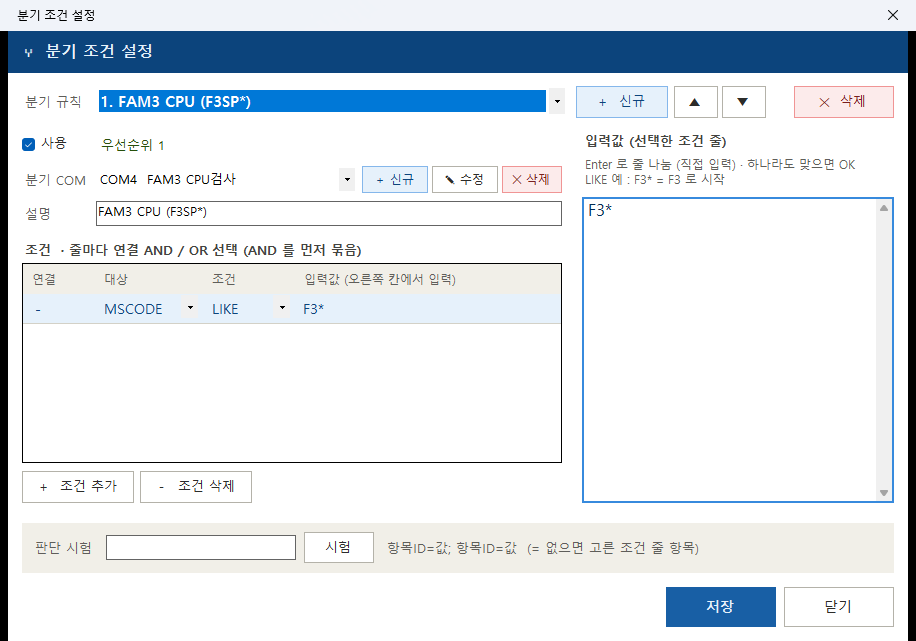 분기 조건 설정
분기 조건 설정
분기 규칙 1. FAM3 CPU (F3SP*) + 신규 ▲ ▼ × 삭제
사용 우선순위 1
분기 COM COM4 FAM3 CPU검사 + 신규 수정 × 삭제
설명 FAM3 CPU (F3SP*)
조건 · 줄마다 연결 AND / OR 선택 (AND 를 먼저 묶음)
연결 대상 조건 입력값 (오른쪽 칸에서 입력)
- MSCODE LIKE F3*
+ 조건 추가 - 조건 삭제
입력값 (선택한 조건 줄)
Enter 로 줄 나눔 (직접 입력) · 하나라도 맞으면 OK
LIKE 예 : F3* = F3 로 시작
F3*
판단 시험 시험 항목ID=값; 항목ID=값 (= 없으면 고른 조건 줄 항목)
저장 닫기